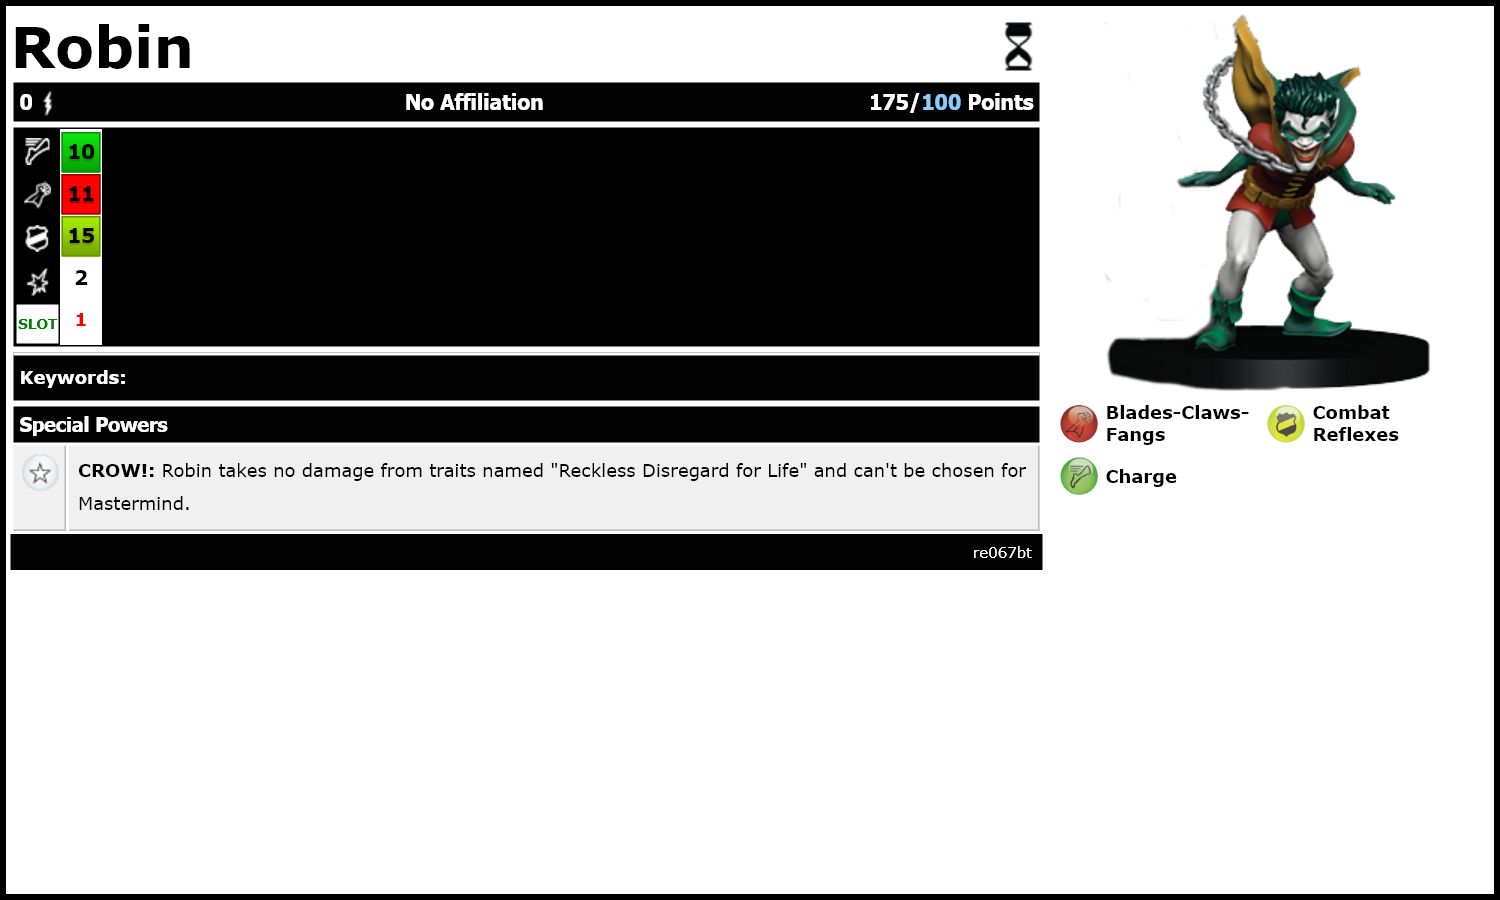 Robin
0 No Affiliation 175/100 Points
10
11
15
2
SLOT 1
Keywords:
Special Powers
CROW!: Robin takes no damage from traits named "Reckless Disregard for Life" and can't be chosen for
Mastermind.
re067bt
Blades-Claws-
Fangs
Combat
Reflexes
Charge